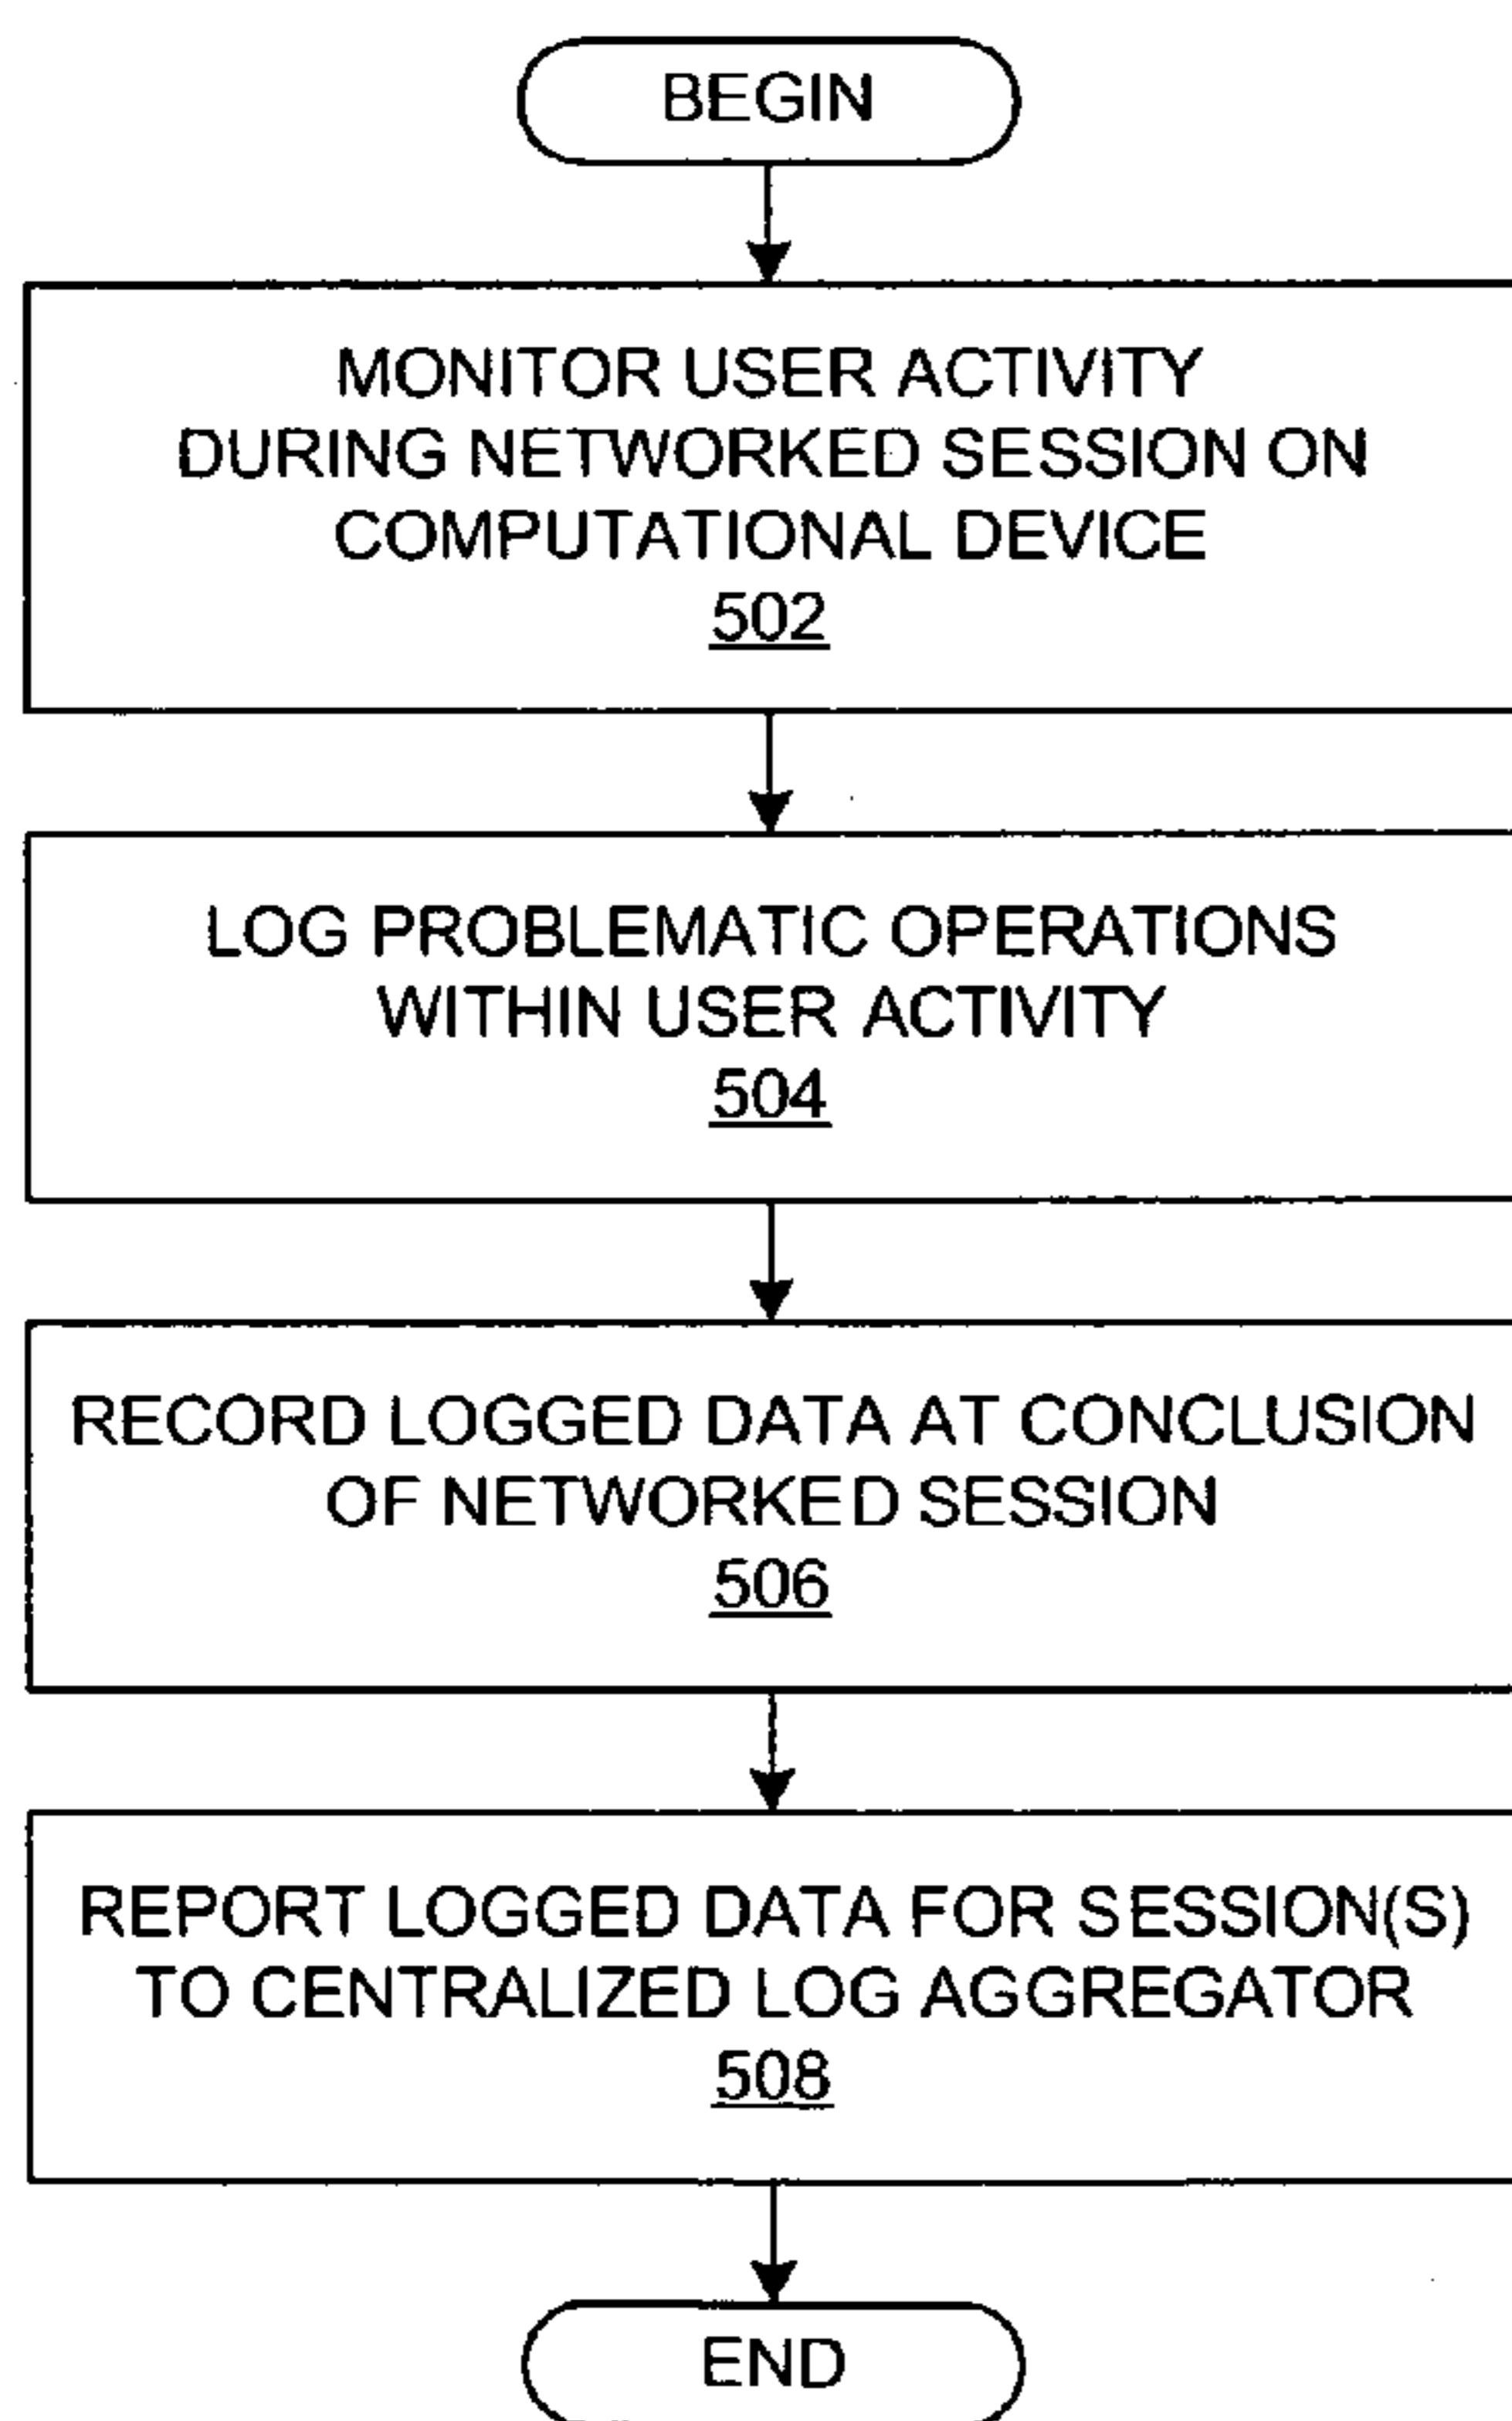 BEGIN
MONITOR USER ACTIVITY
DURING NETWORKED SESSION ON
COMPUTATIONAL DEVICE
502
LOG PROBLEMATIC OPERATIONS
WITHIN USER ACTIVITY
504
RECORD LOGGED DATA AT CONCLUSION
OF NETWORKED SESSION
506
REPORT LOGGED DATA FOR SESSION(S)
TO CENTRALIZED LOG AGGREGATOR
508
END